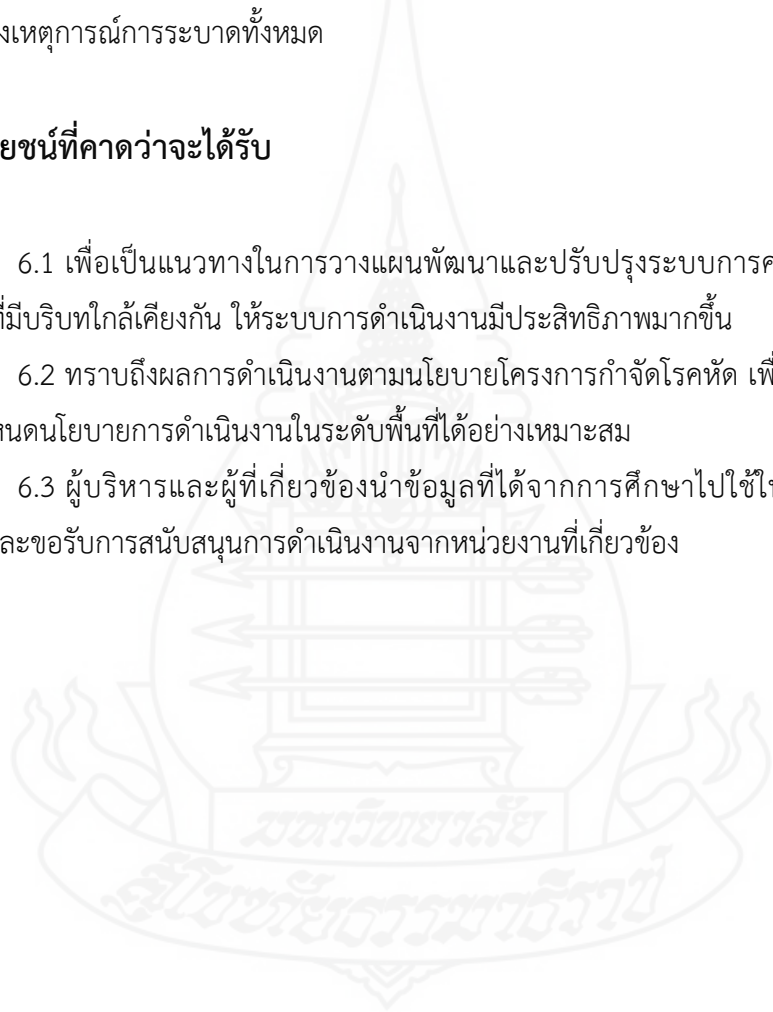 งเหตุการณ์การระบาดทั้งหมด
ยชน์ที่คาดว่าจะได้รับ
6.1 เพื่อเป็นแนวทางในการวางแผนพัฒนาและปรับปรุงระบบการค
ที่มีบริบทใกล้เคียงกัน ให้ระบบการดำเนินงานมีประสิทธิภาพมากขึ้น
6.2 ทราบถึงผลการดำเนินงานตามนโยบายโครงการกำจัดโรคหัด เพื่
หนดนโยบายการดำเนินงานในระดับพื้นที่ได้อย่างเหมาะสม
6.3 ผู้บริหารและผู้ที่เกี่ยวข้องนำข้อมูลที่ได้จากการศึกษาไปใช้ใ
ละขอรับการสนับสนุนการดำเนินงานจากหน่วยงานที่เกี่ยวข้อง
มหาวิทยาลัย
สุโขทัยธรรมาธิราช